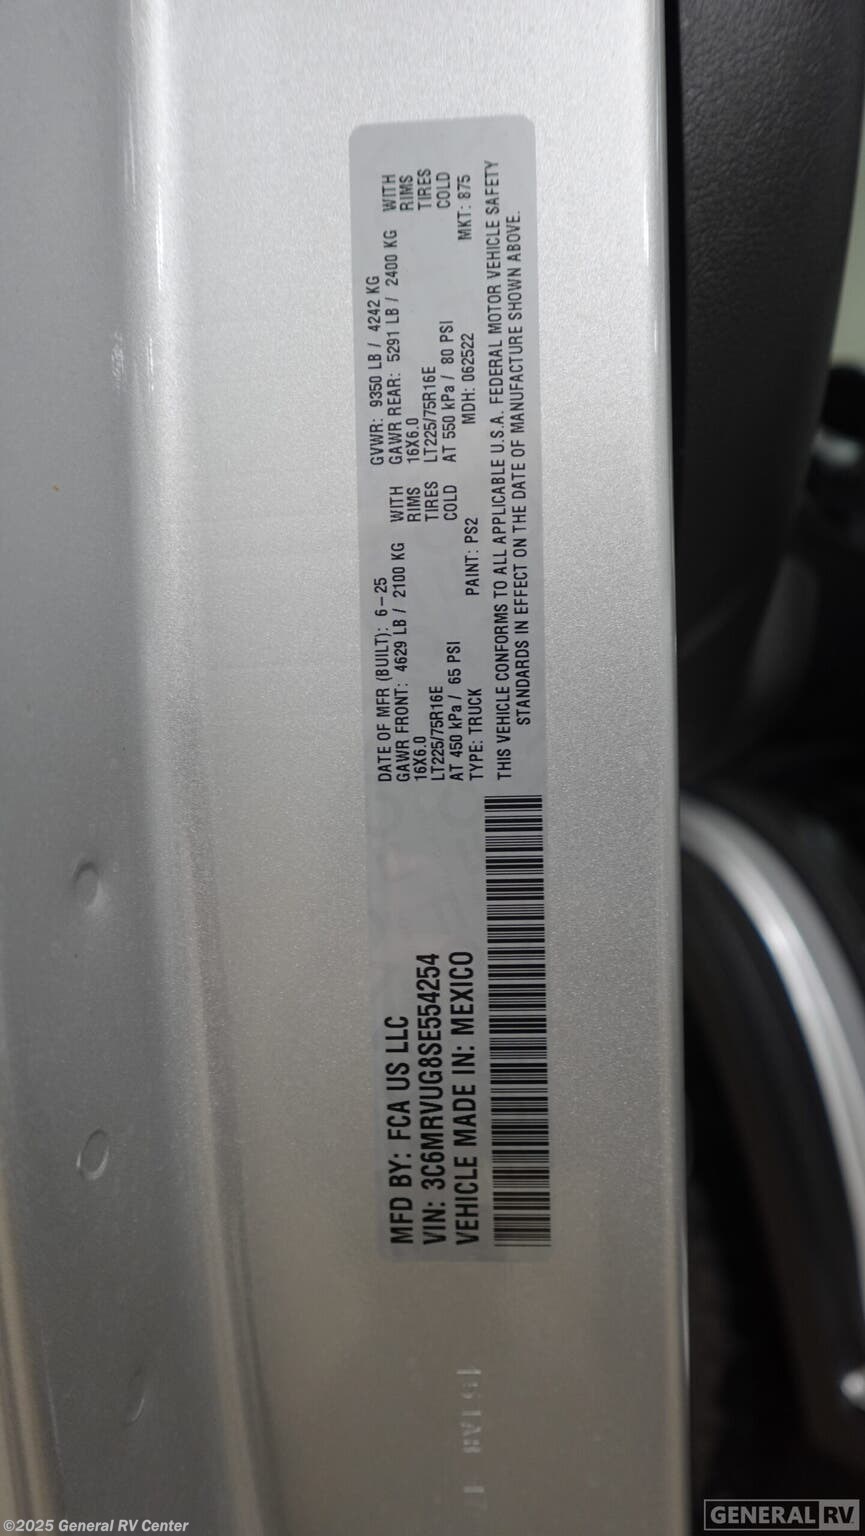 MFD BY: FCA US LLC
VIN: 3C6MRVUG8SE554254
VEHICLE MADE IN: MEXICO
DATE OF MFR (BUILT): 6-25 GVWR: 9350 LB / 4242 KG
GAWR FRONT: 4629 LB / 2100 KG WITH GAWR REAR: 5291 LB / 2400 KG WITH
16X6.0 RIMS 16X6.0 RIMS
LT225/75R16E TIRES LT225/75R16E TIRES
AT 450 kPa / 65 PSI COLD AT 550 kPa / 80 PSI COLD
TYPE: TRUCK PAINT: PS2 MDH: 062522 MKT: 875
THIS VEHICLE CONFORMS TO ALL APPLICABLE U.S.A. FEDERAL MOTOR VEHICLE SAFETY
STANDARDS IN EFFECT ON THE DATE OF MANUFACTURE SHOWN ABOVE.
©2025 General RV Center
GENERAL RV